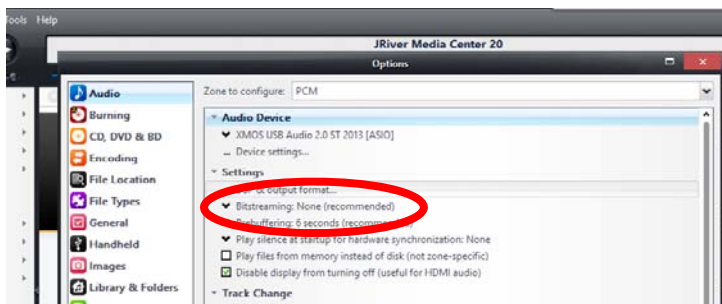 Tools Help
JRiver Media Center 20
Options
Audio
Zone to configure: PCM
Burning
Audio Device
CD, DVD & BD
XMOS USB Audio 2.0 ST 2013 [ASIO]
Device settings...
Encoding
Settings
File Location
& output format...
File Types
Bitstreaming: None (recommended)
General
Prebuffering: 6 seconds (recommended)
Handheld
Play silence at startup for hardware synchronization: None
Play files from memory instead of disk (not zone-specific)
Images
Disable display from turning off (useful for HDMI audio)
Library & Folders
Track Change